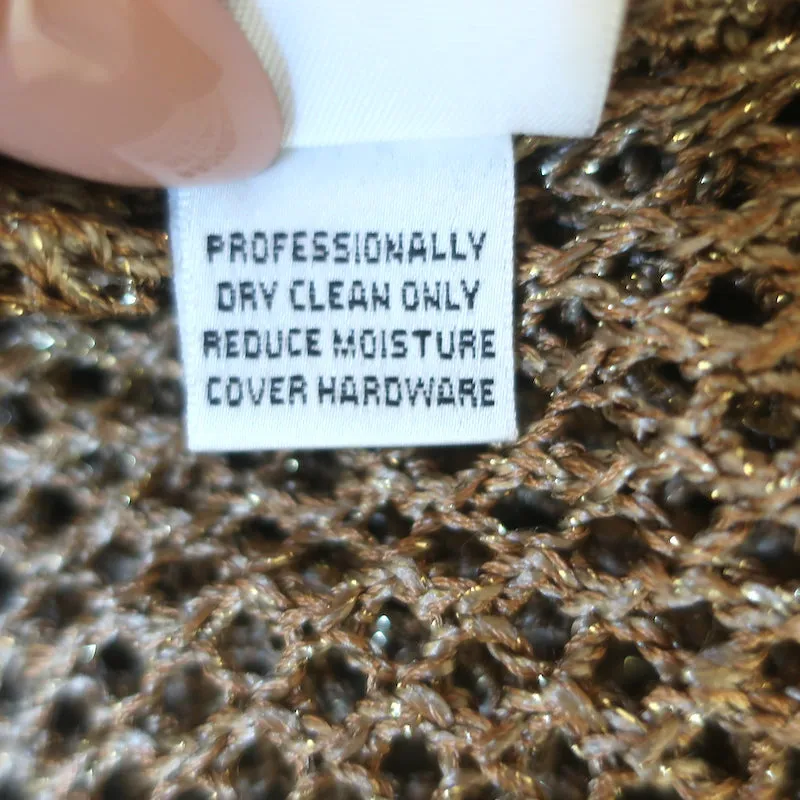 PROFESSIONALLY
DRY CLEAN ONLY
REDUCE MOISTURE
COVER HARDWARE